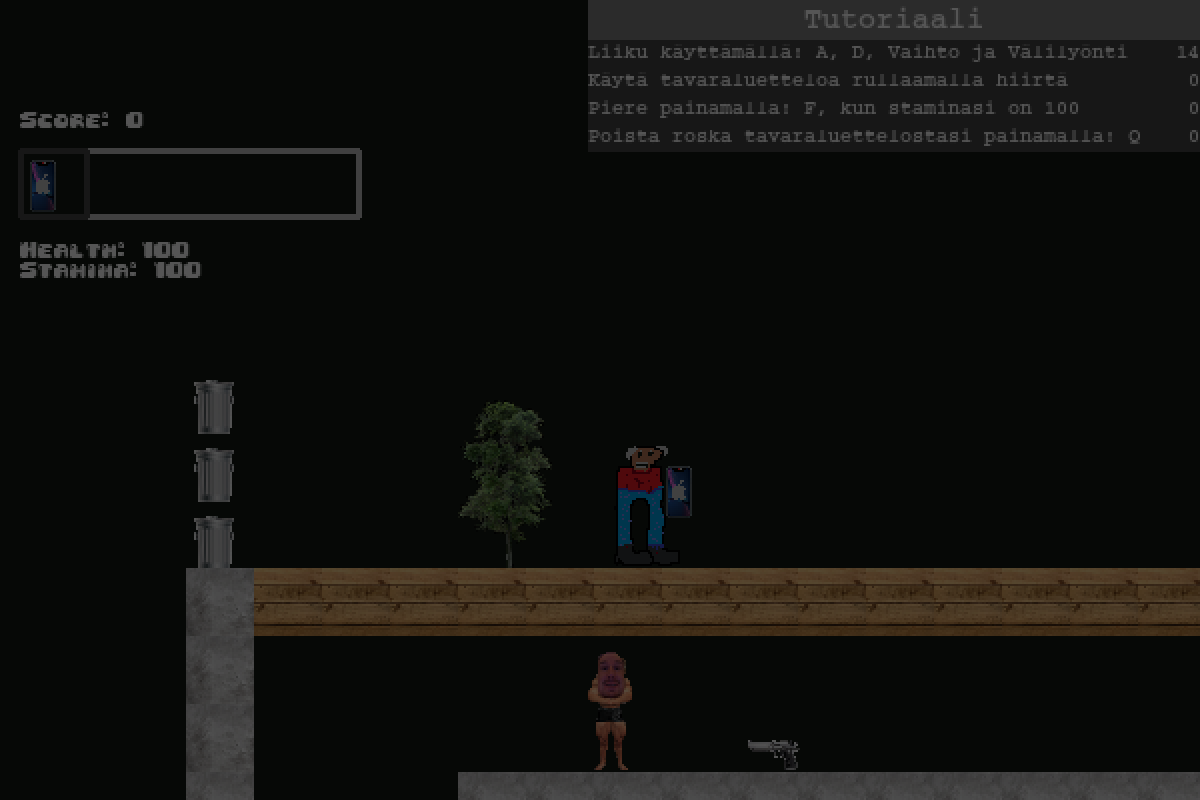 Tutoriaali
Liiku käyttämällä: A, D, Vaihto ja Välilyönti 14
Käytä tavaraluetteloa rullaamalla hiirtä 0
Piere painamalla: F, kun staminasi on 100 0
Poista roska tavaraluettelostasi painamalla: Q 0
Score: 0
Health: 100
Stamina: 100